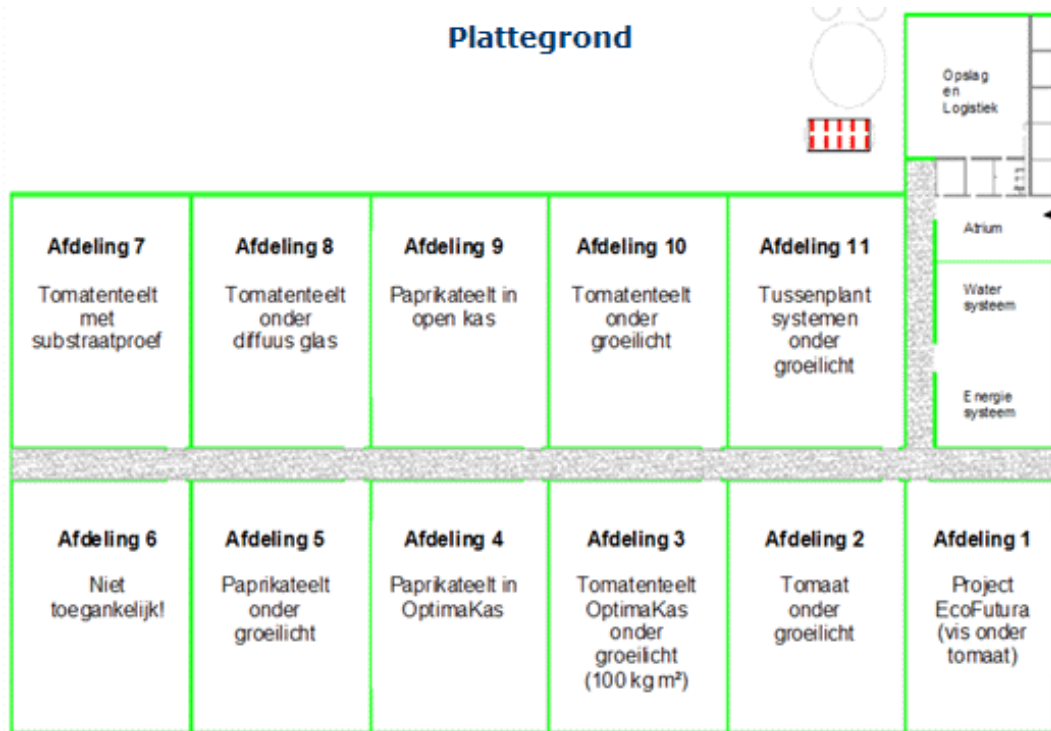 Plattegrond
Opslag
en
Logistiek
Atrium
Water
systeem
Energie
systeem
Afdeling 7
Tomatenteelt
met
substraatproef
Afdeling 8
Tomatenteelt
onder
diffuus glas
Afdeling 9
Paprikateelt in
open kas
Afdeling 10
Tomatenteelt
onder
groeilicht
Afdeling 11
Tussenplant
systemen
onder
groeilicht
Afdeling 6
Niet
toegankelijk!
Afdeling 5
Paprikateelt
onder
groeilicht
Afdeling 4
Paprikateelt in
OptimaKas
Afdeling 3
Tomatenteelt
OptimaKas
onder
groeilicht
(100 kg m²)
Afdeling 2
Tomaat
onder
groeilicht
Afdeling 1
Project
EcoFutura
(vis onder
tomaat)